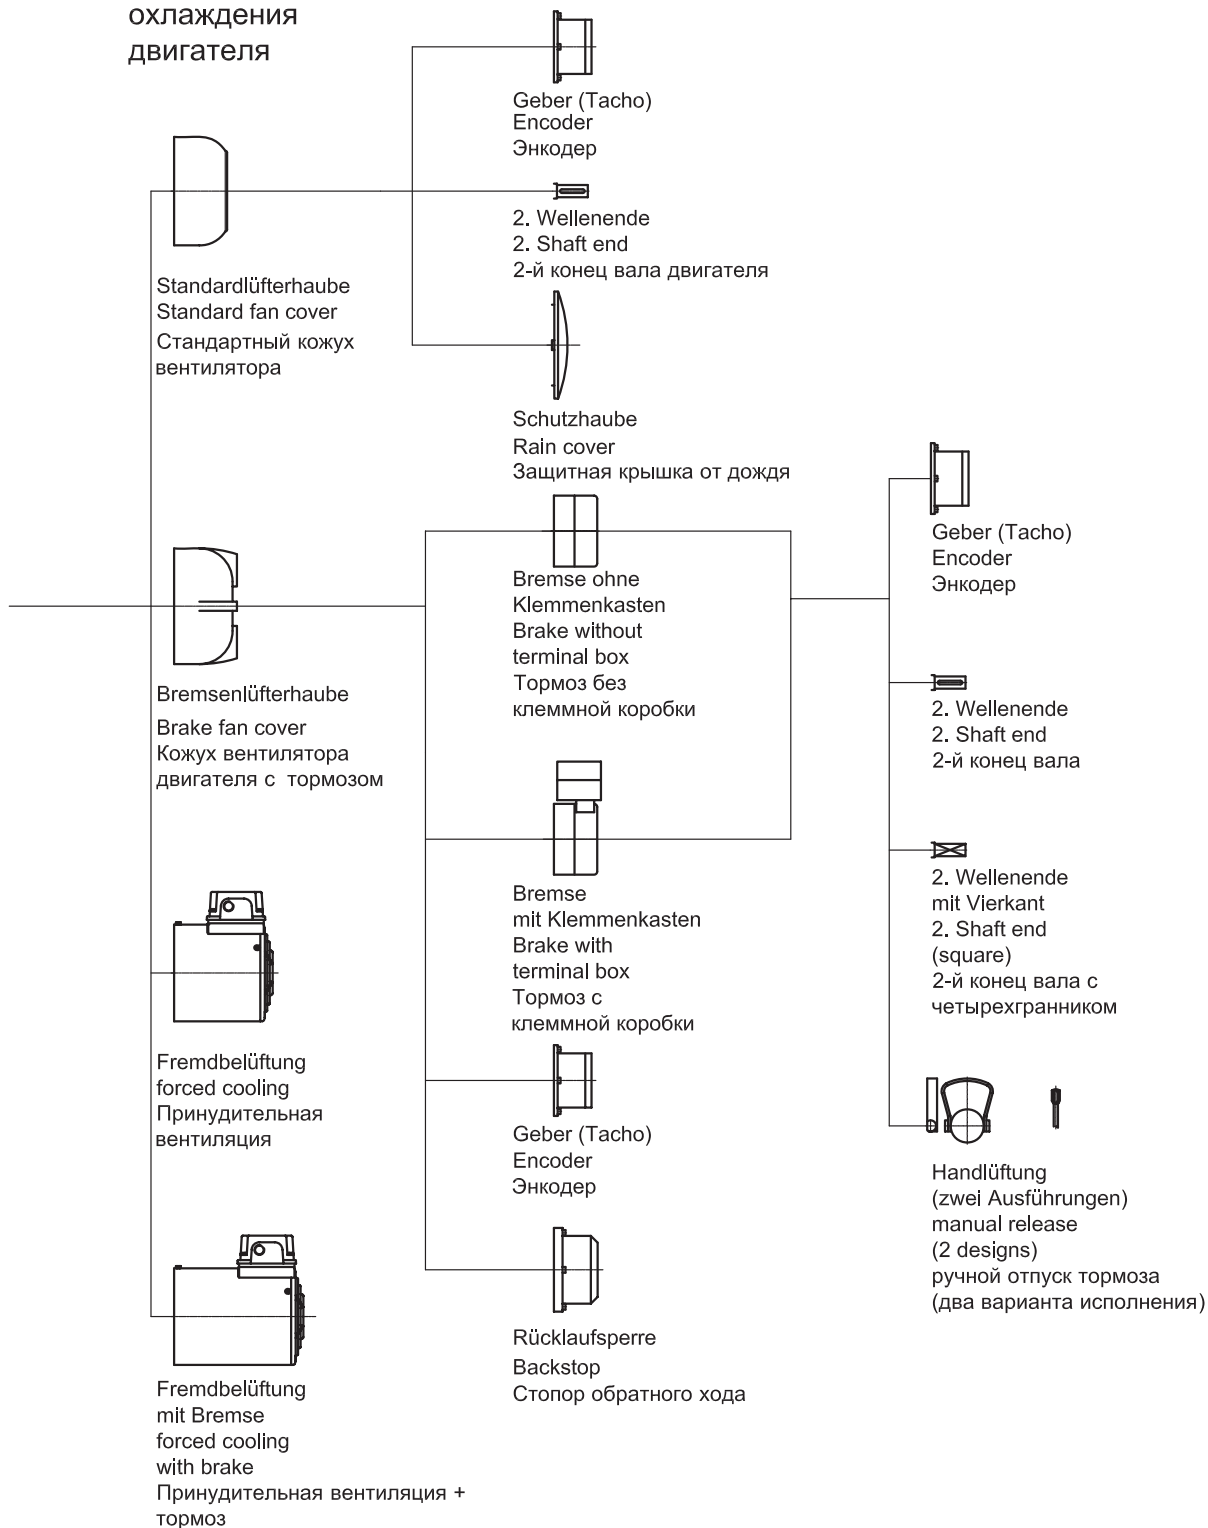 охлаждения
двигателя
Geber (Tacho)
Encoder
Энкодер
2. Wellenende
2. Shaft end
2-й конец вала двигателя
Standardlüfterhaube
Standard fan cover
Стандартный кожух
вентилятора
Schutzhaube
Rain cover
Защитная крышка от дождя
Geber (Tacho)
Encoder
Энкодер
Bremse ohne
Klemmenkasten
Brake without
terminal box
Тормоз без
клеммной коробки
Bremsenlüfterhaube
Brake fan cover
Кожух вентилятора
двигателя с тормозом
2. Wellenende
2. Shaft end
2-й конец вала
Bremse
mit Klemmenkasten
Brake with
terminal box
Тормоз с
клеммной коробки
2. Wellenende
mit Vierkant
2. Shaft end
(square)
2-й конец вала с
четырехгранником
Fremdbelüftung
forced cooling
Принудительная
вентиляция
Geber (Tacho)
Encoder
Энкодер
Handlüftung
(zwei Ausführungen)
manual release
(2 designs)
ручной отпуск тормоза
(два варианта исполнения)
Rücklaufsperre
Backstop
Стопор обратного хода
Fremdbelüftung
mit Bremse
forced cooling
with brake
Принудительная вентиляция +
тормоз